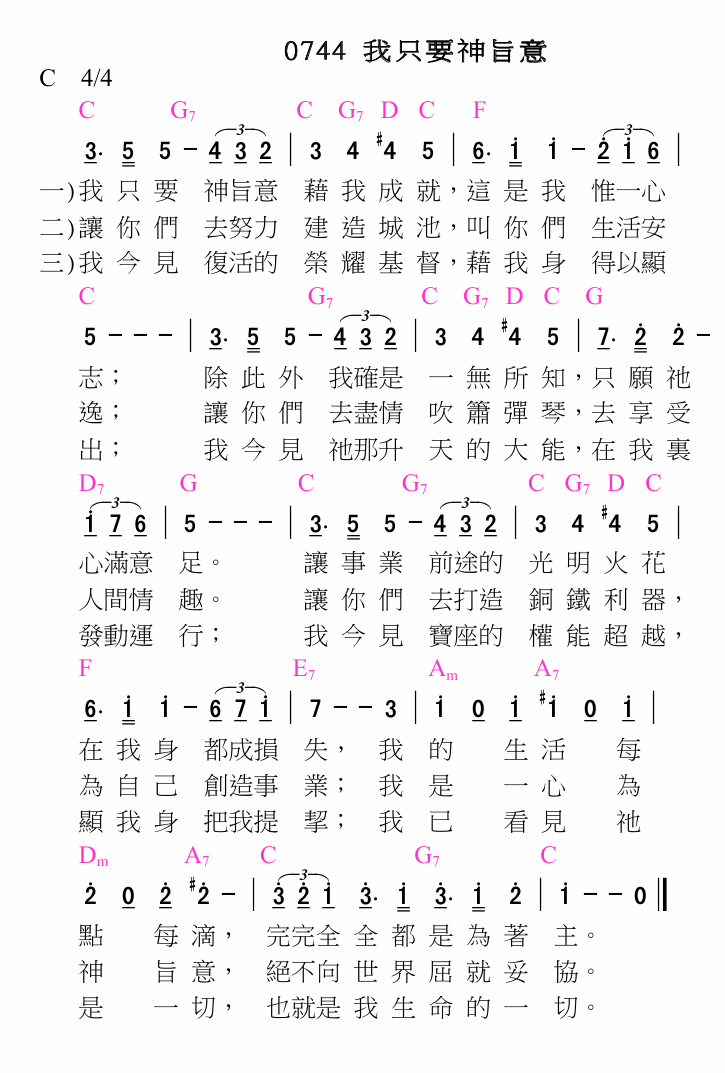 0744 我只要神旨意
C 4/4
C G7 C G7 D C F
3. 5 5 - 4 3 2 | 3 4 #4 5 | 6. i i - 2 i 6 |
一)我只要 神旨意 藉我成就，這是我 惟一心
二)讓你們 去努力 建造城池，叫你們 生活安
三)我今見 復活的 榮耀基督，藉我身 得以顯
C G7 C G7 D C G
5 - - - | 3. 5 5 - 4 3 2 | 3 4 #4 5 | 7. 2 2 -
志； 除此外 我確是 一無所知，只願祂
逸； 讓你們 去盡情 吹簫彈琴，去享受
出； 我今見 祂那升 天的大能，在我裏
D7 G C G7 C G7 D C
i 7 6 | 5 - - - | 3. 5 5 - 4 3 2 | 3 4 #4 5 |
心滿意 足。 讓事業 前途的 光明火花
人間情 趣。 讓你們 去打造 銅鐵利器，
發動運 行； 我今見 寶座的 權能超越，
F E7 Am A7
6. i i - 6 7 i | 7 - - 3 | i 0 i #i 0 i |
在我身 都成損 失， 我 的 生活 每
為自己 創造事 業； 我 是 一心 為
顯我身 把我提 挈； 我 已 看見 祂
Dm A7 C G7 C
2 0 2 #2 - | 3 2 i 3. i 3. i 2 | i - - 0 ‖
點 每滴， 完完全全都是為著 主。
神 旨意， 絕不向世界屈就妥 協。
是 一切， 也就是我生命的一 切。